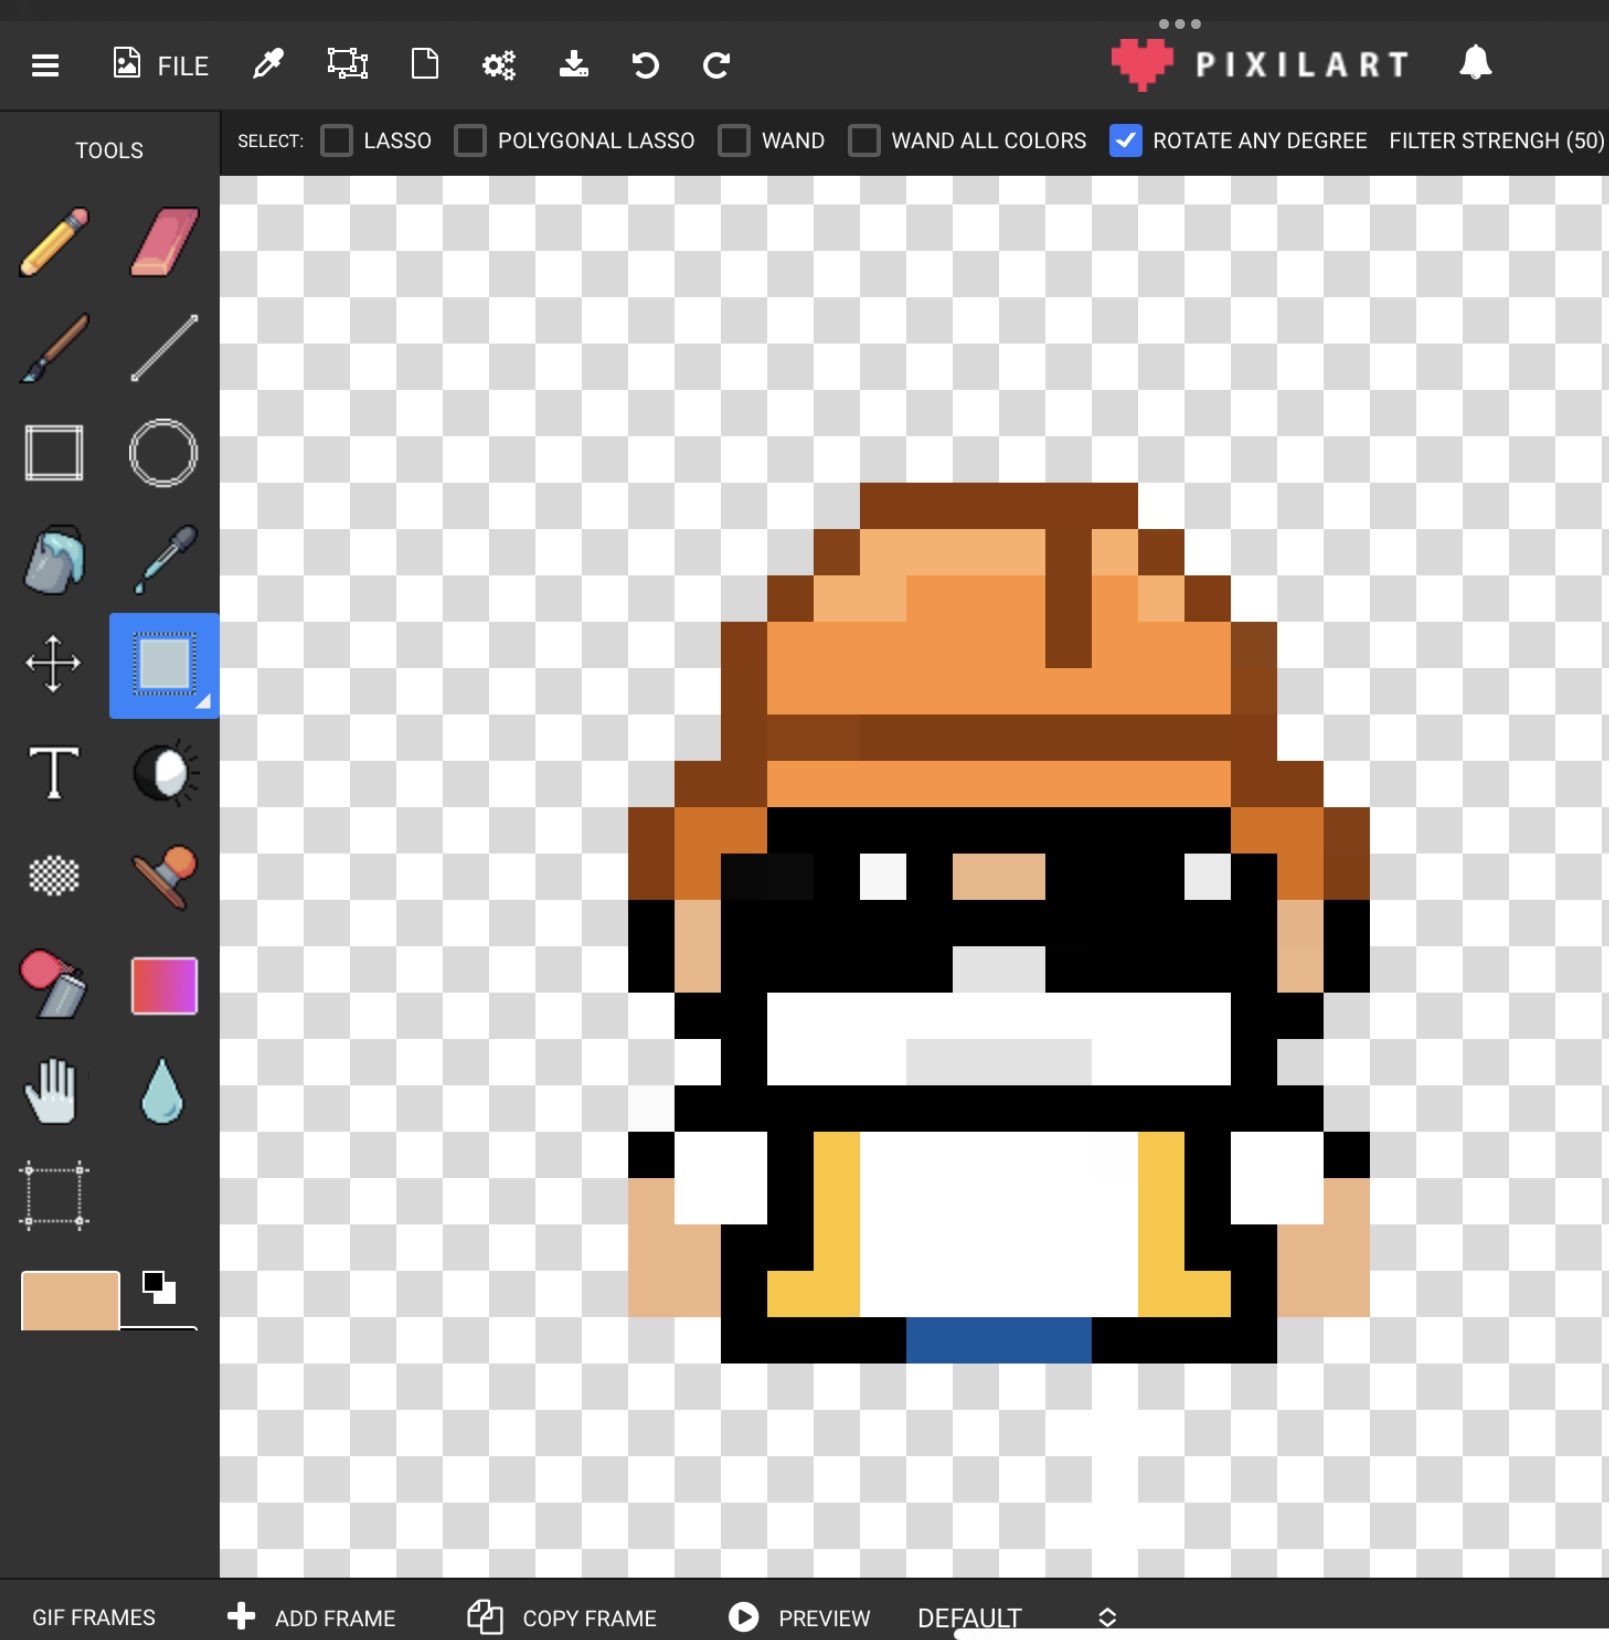 FILE
PIXILART
TOOLS
SELECT: LASSO POLYGONAL LASSO WAND WAND ALL COLORS ROTATE ANY DEGREE FILTER STRENGH (50)
T
GIF FRAMES ADD FRAME COPY FRAME PREVIEW DEFAULT